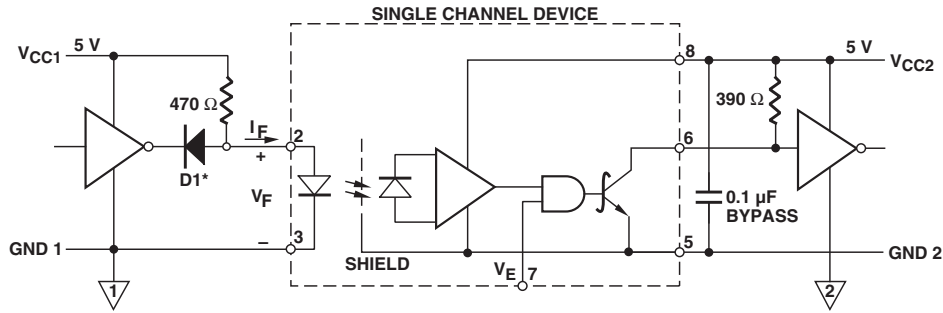 SINGLE CHANNEL DEVICE
VCC1 5 V
8
5 V VCC2
470 Ω
390 Ω
IF
2
+
6
D1*
VF
0.1 µF
BYPASS
GND 1
–
3
SHIELD
VE 7
5
GND 2
1
2